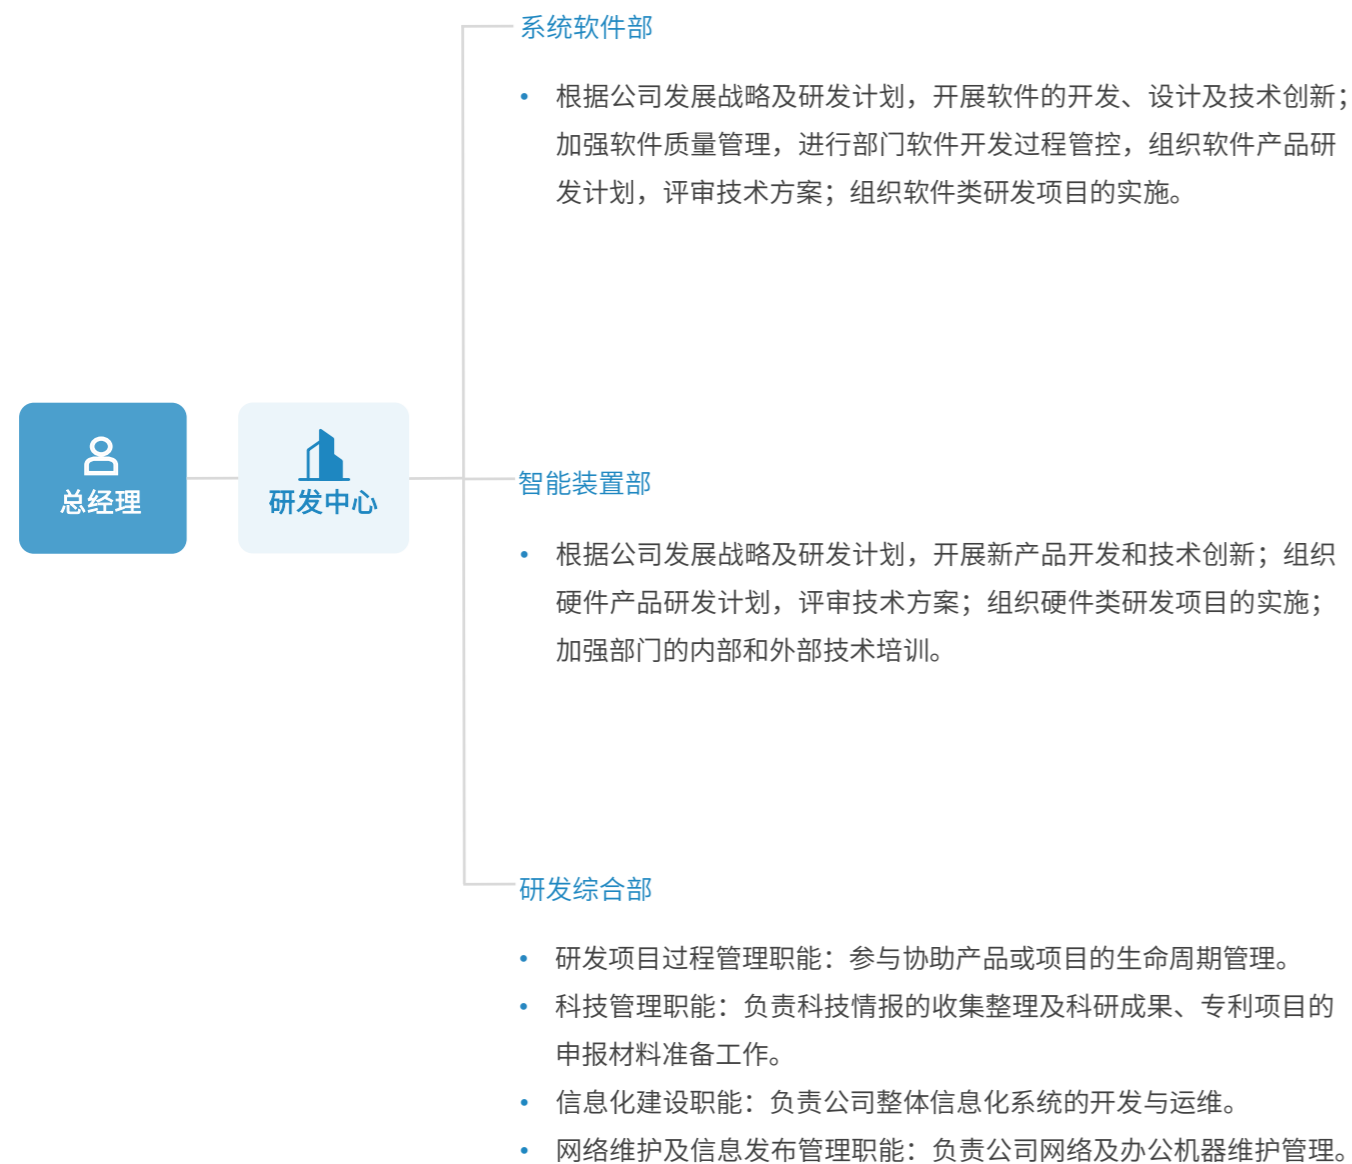 系统软件部
• 根据公司发展战略及研发计划，开展软件的开发、设计及技术创新；
加强软件质量管理，进行部门软件开发过程管控，组织软件产品研
发计划，评审技术方案；组织软件类研发项目的实施。
总经理
研发中心
智能装置部
• 根据公司发展战略及研发计划，开展新产品开发和技术创新；组织
硬件产品研发计划，评审技术方案；组织硬件类研发项目的实施；
加强部门的内部和外部技术培训。
研发综合部
• 研发项目过程管理职能：参与协助产品或项目的生命周期管理。
• 科技管理职能：负责科技情报的收集整理及科研成果、专利项目的
申报材料准备工作。
• 信息化建设职能：负责公司整体信息化系统的开发与运维。
• 网络维护及信息发布管理职能：负责公司网络及办公机器维护管理。